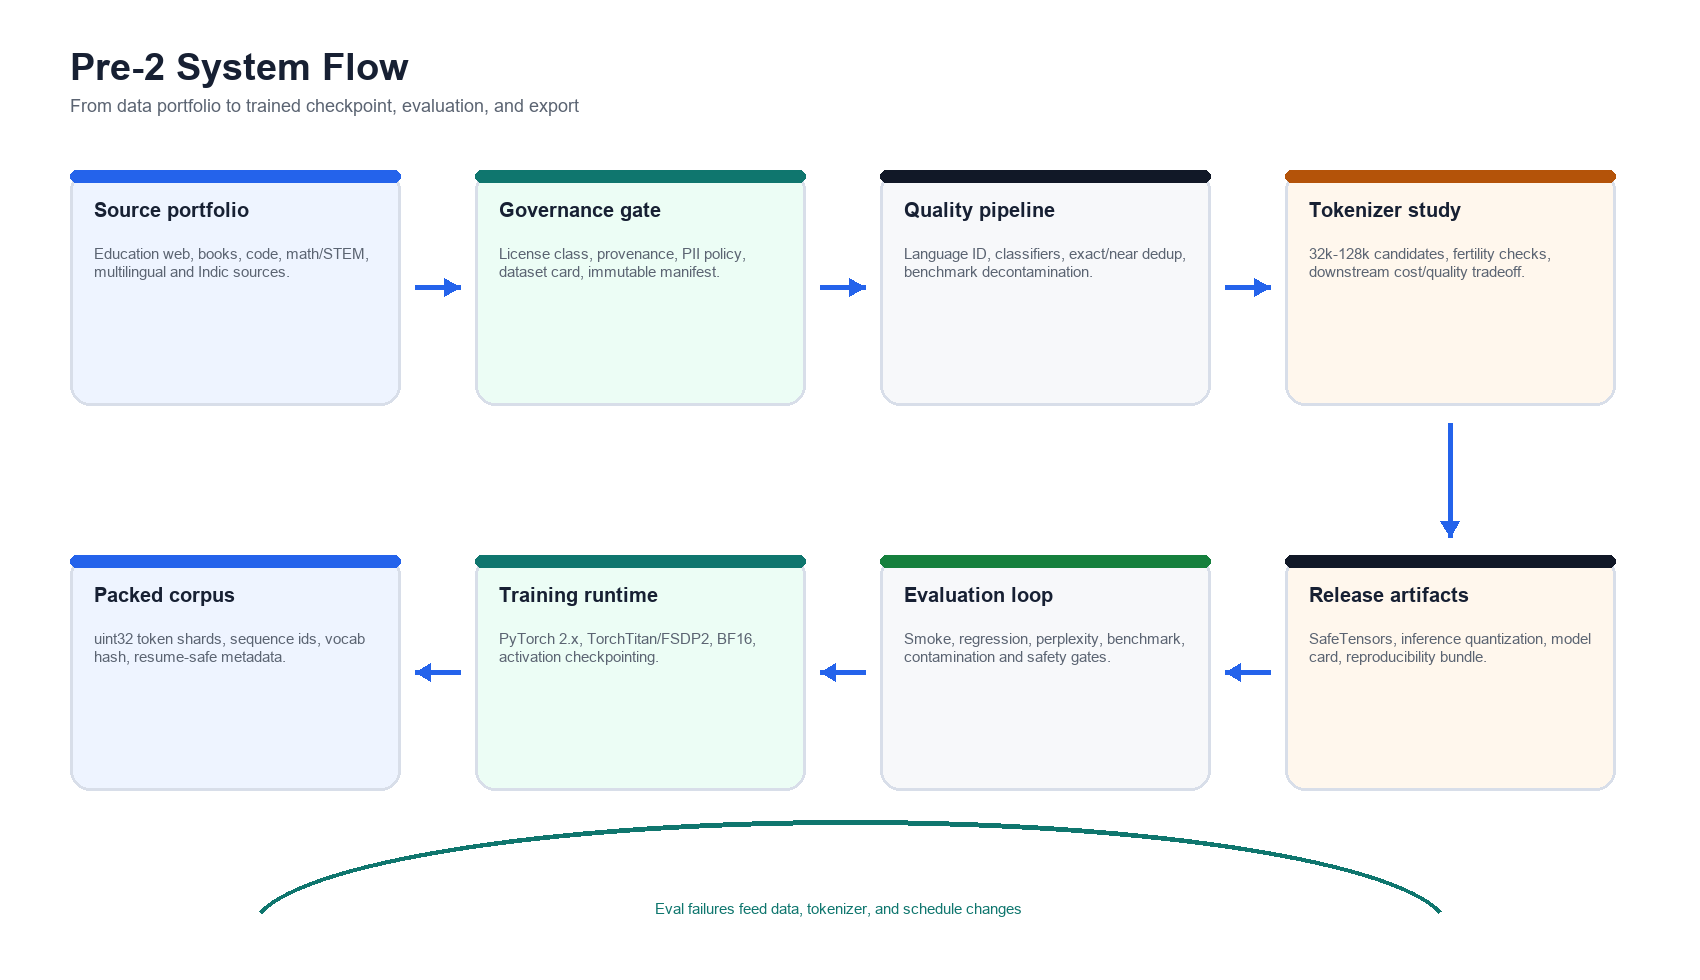 Pre-2 System Flow
From data portfolio to trained checkpoint, evaluation, and export
Source portfolio
Education web, books, code, math/STEM,
multilingual and Indic sources.
Governance gate
License class, provenance, PII policy,
dataset card, immutable manifest.
Quality pipeline
Language ID, classifiers, exact/near dedup,
benchmark decontamination.
Tokenizer study
32k-128k candidates, fertility checks,
downstream cost/quality tradeoff.
Packed corpus
uint32 token shards, sequence ids, vocab
hash, resume-safe metadata.
Training runtime
PyTorch 2.x, TorchTitan/FSDP2, BF16,
activation checkpointing.
Evaluation loop
Smoke, regression, perplexity, benchmark,
contamination and safety gates.
Release artifacts
SafeTensors, inference quantization, model
card, reproducibility bundle.
Eval failures feed data, tokenizer, and schedule changes